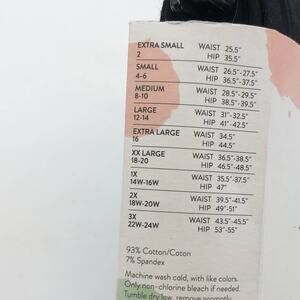 EXTRA SMALL WAIST 25.5"
2 HIP 35.5"
SMALL WAIST 26.5"-27.5"
4-6 HIP 36.5"-37.5"
MEDIUM WAIST 28.5"-29.5"
8-10 HIP 38.5"-39.5"
LARGE WAIST 31"-32.5"
12-14 HIP 41"-42.5"
EXTRA LARGE WAIST 34.5"
16 HIP 44.5"
XX LARGE WAIST 36.5"-38.5"
18-20 HIP 46.5"-48.5"
1X WAIST 35.5"-37.5"
14W-16W HIP 47"
2X WAIST 39.5"-41.5"
18W-20W HIP 49"-51"
3X WAIST 43.5"-45.5"
22W-24W HIP 53"-55"
93% Cotton/Coton
7% Spandex
Machine wash cold, with like colors.
Only non-chlorine bleach if needed.
Tumble dry low, remove promptly